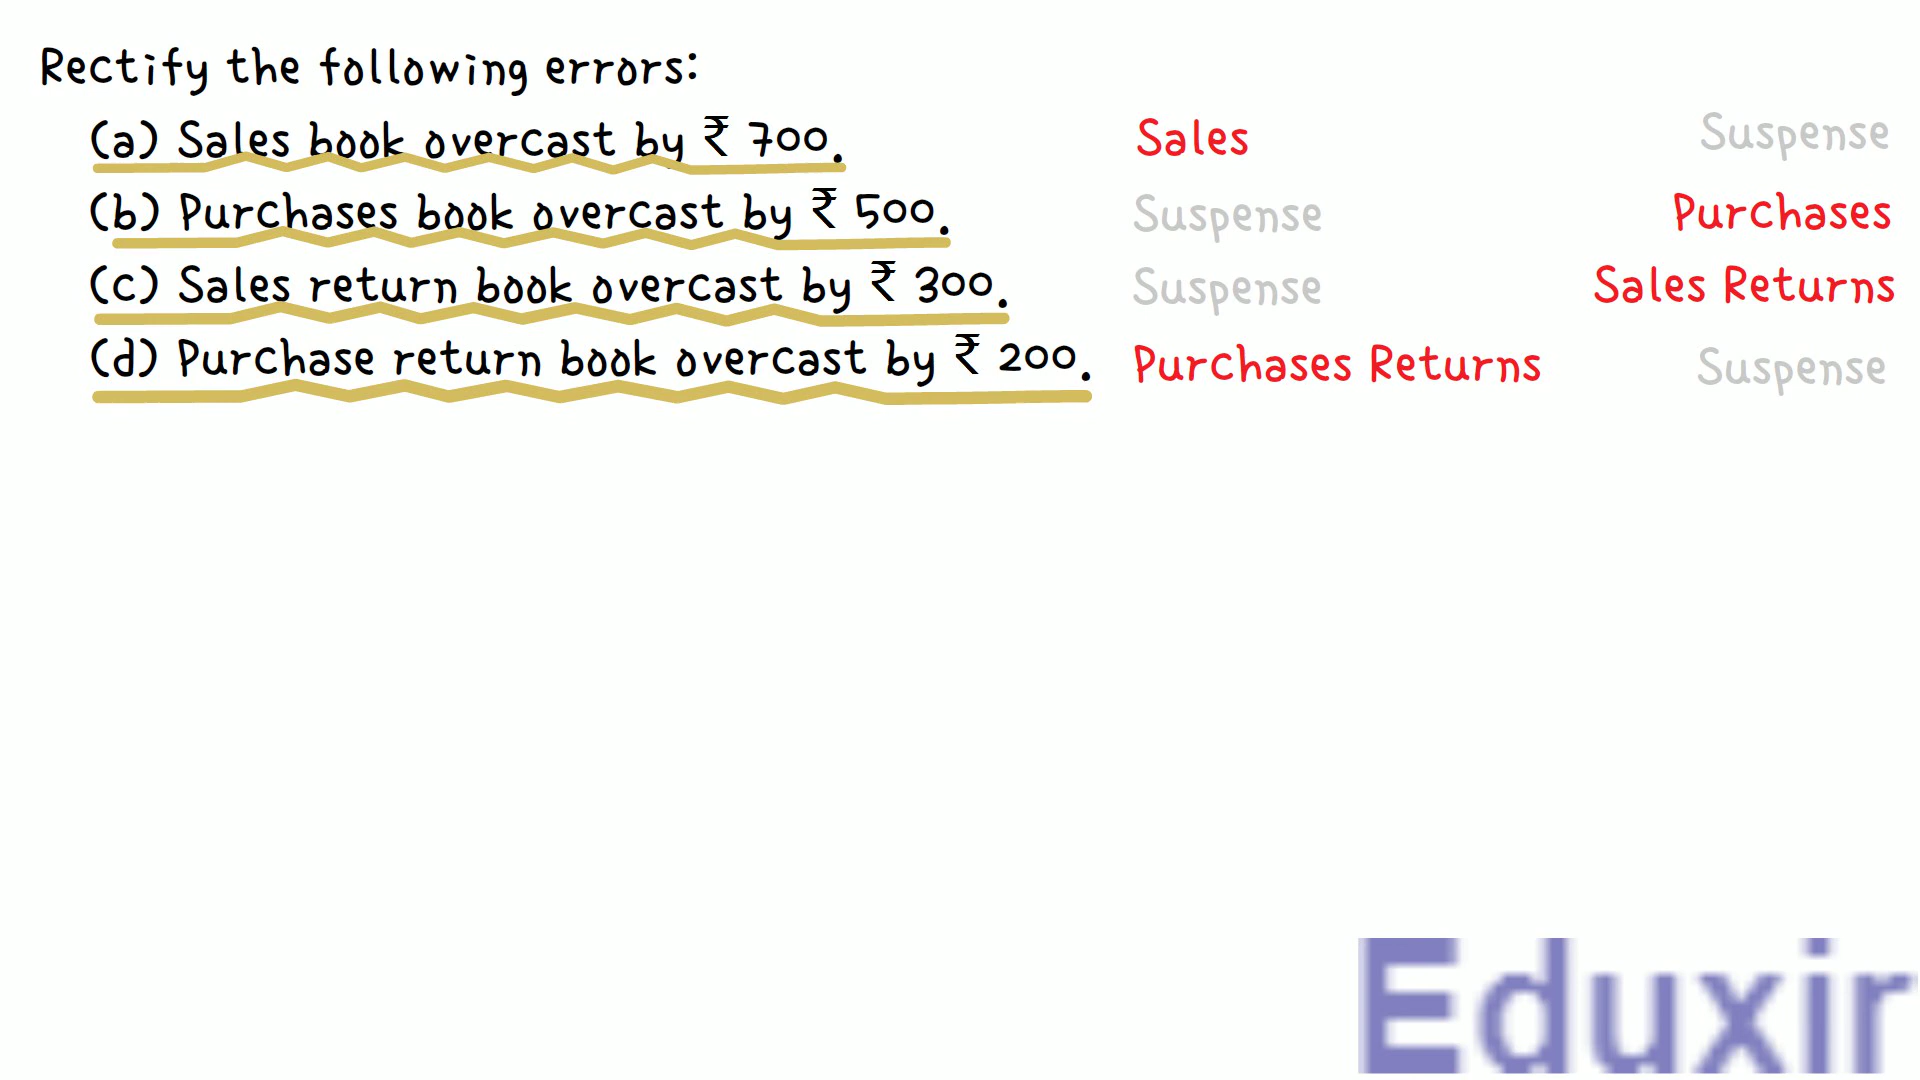 Rectify the following errors:
(a) Sales book overcast by ₹ 700. Sales Suspense
(b) Purchases book overcast by ₹ 500. Suspense Purchases
(c) Sales return book overcast by ₹ 300. Suspense Sales Returns
(d) Purchase return book overcast by ₹ 200. Purchases Returns Suspense
Eduxir